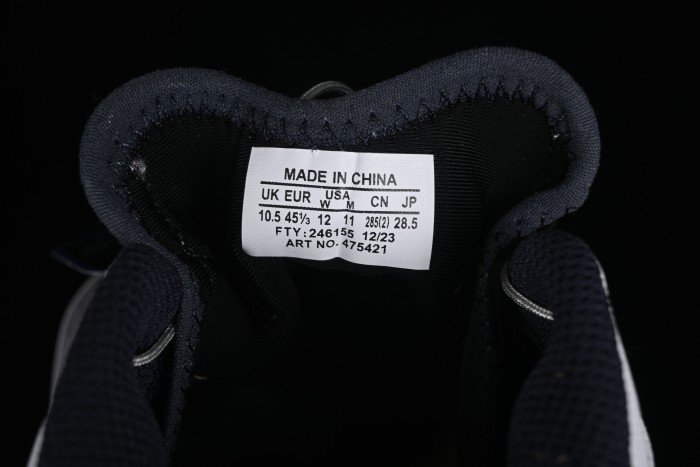 MADE IN CHINA
UK EUR USA CN JP
W M
10.5 45⅓ 12 11 285(2) 28.5
FTY: 246155 12/23
ART NO. 475421